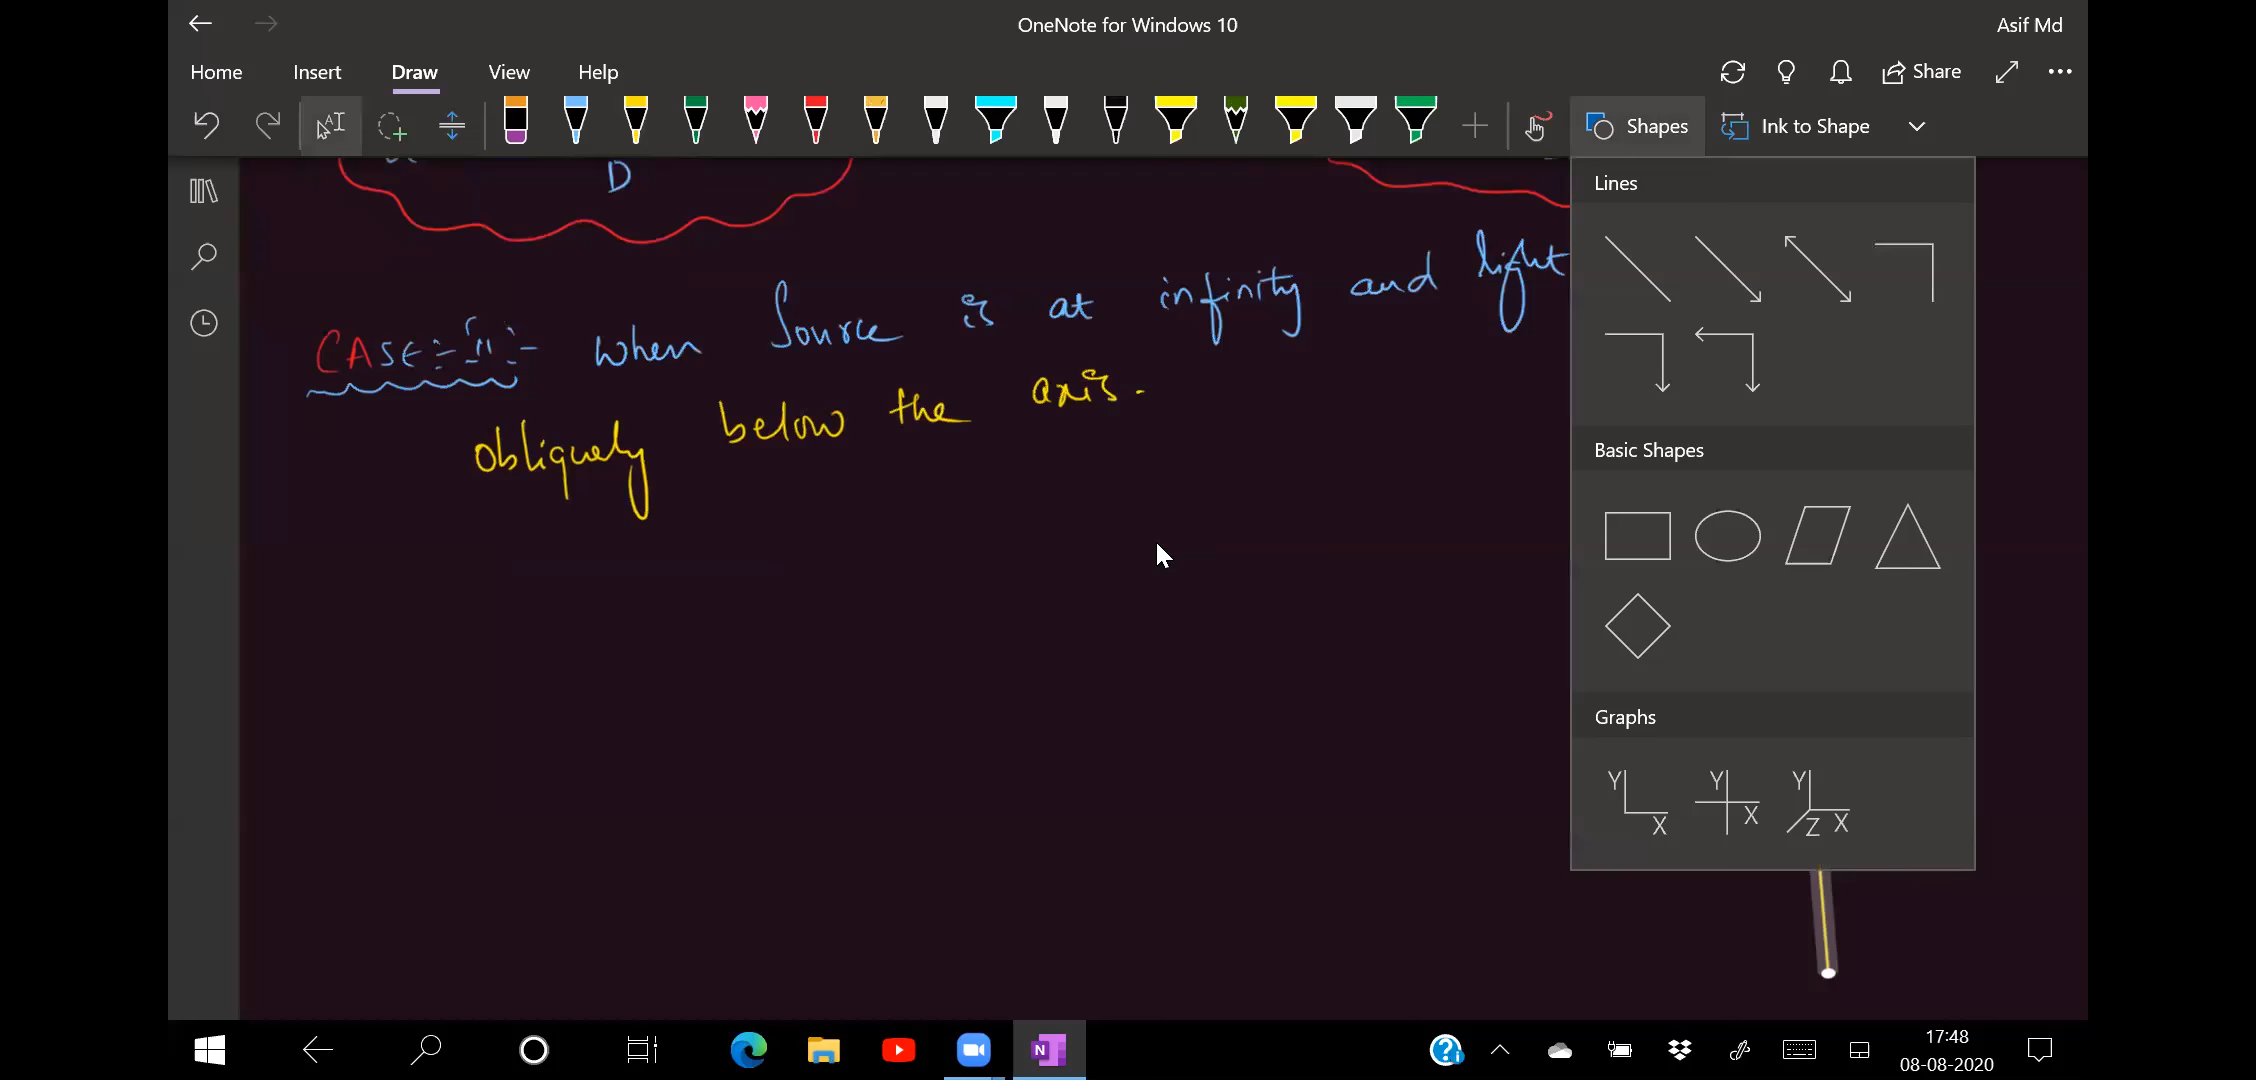 OneNote for Windows 10
Asif Md
Home Insert Draw View Help
Share
Shapes
Ink to Shape
Lines
D
CASE:- II :- When Source is at infinity and light
obliquely below the axis.
Basic Shapes
Graphs
Y X
Y X
Y Z X
17:48
08-08-2020